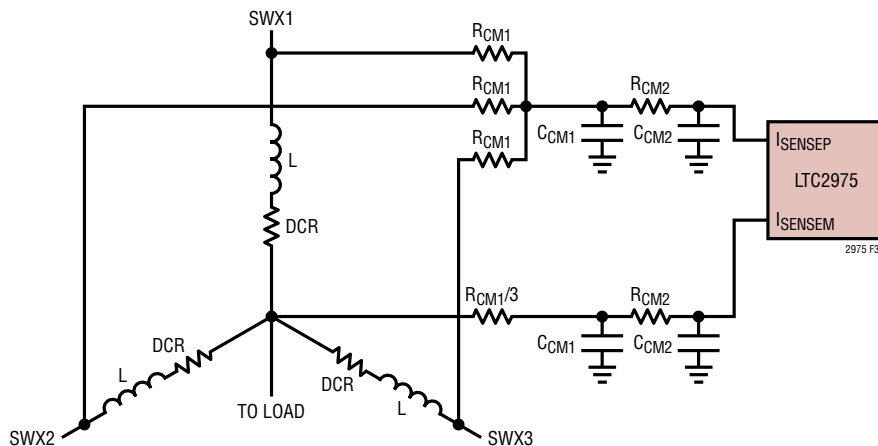 SWX1
RCM1
RCM1
RCM2
RCM1
CCM1
CCM2
ISENSEP
L
LTC2975
DCR
ISENSEM
2975 F3
RCM1/3
RCM2
DCR
CCM1
CCM2
L
DCR
TO LOAD
L
SWX2
SWX3